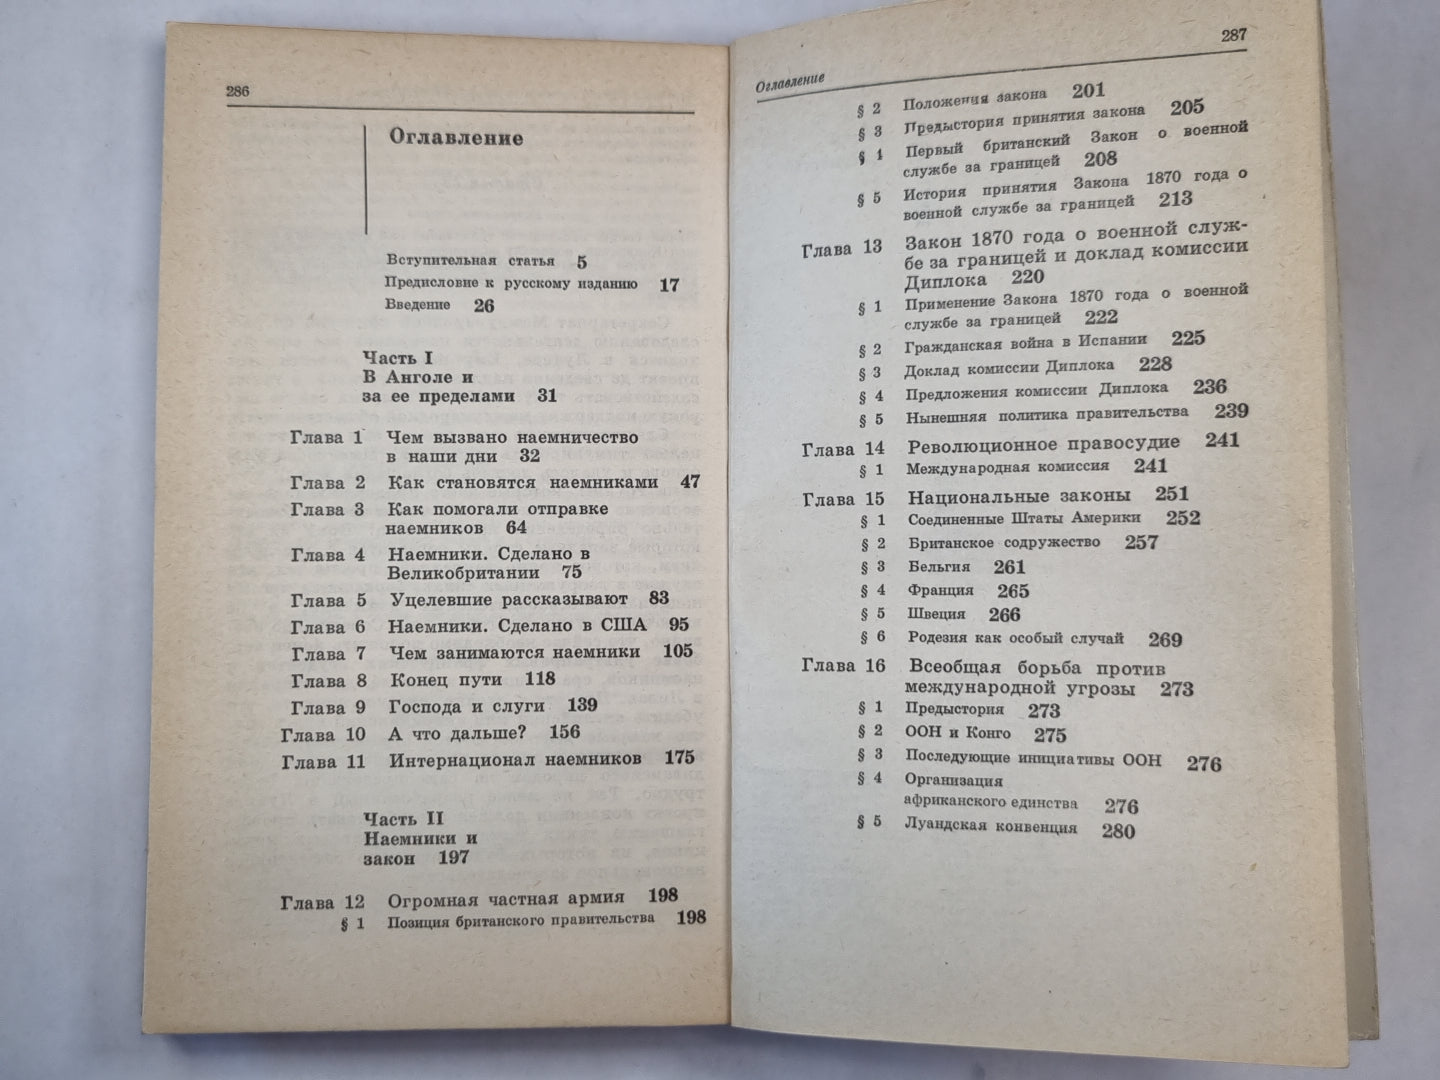 286
Оглавление
Вступительная статья 5
Предисловие к русскому изданию 17
Введение 26
Часть I
В Анголе и
за ее пределами 31
Глава 1 Чем вызвано наемничество
в наши дни 32
Глава 2 Как становятся наемниками 47
Глава 3 Как помогали отправке
наемников 64
Глава 4 Наемники. Сделано в
Великобритании 75
Глава 5 Уцелевшие рассказывают 83
Глава 6 Наемники. Сделано в США 95
Глава 7 Чем занимаются наемники 105
Глава 8 Конец пути 118
Глава 9 Господа и слуги 139
Глава 10 А что дальше? 156
Глава 11 Интернационал наемников 175
Часть II
Наемники и
закон 197
Глава 12 Огромная частная армия 198
§ 1 Позиция британского правительства 198
287
Оглавление
§ 2 Положения закона 201
§ 3 Предыстория принятия закона 205
§ 4 Первый британский Закон о военной
службе за границей 208
§ 5 История принятия Закона 1870 года о
военной службе за границей 213
Глава 13 Закон 1870 года о военной служ-
бе за границей и доклад комиссии
Диплока 220
§ 1 Применение Закона 1870 года о военной
службе за границей 222
§ 2 Гражданская война в Испании 225
§ 3 Доклад комиссии Диплока 228
§ 4 Предложения комиссии Диплока 236
§ 5 Нынешняя политика правительства 239
Глава 14 Революционное правосудие 241
§ 1 Международная комиссия 241
Глава 15 Национальные законы 251
§ 1 Соединенные Штаты Америки 252
§ 2 Британское содружество 257
§ 3 Бельгия 261
§ 4 Франция 265
§ 5 Швеция 266
§ 6 Родезия как особый случай 269
Глава 16 Всеобщая борьба против
международной угрозы 273
§ 1 Предыстория 273
§ 2 ООН и Конго 275
§ 3 Последующие инициативы ООН 276
§ 4 Организация
африканского единства 276
§ 5 Луандская конвенция 280